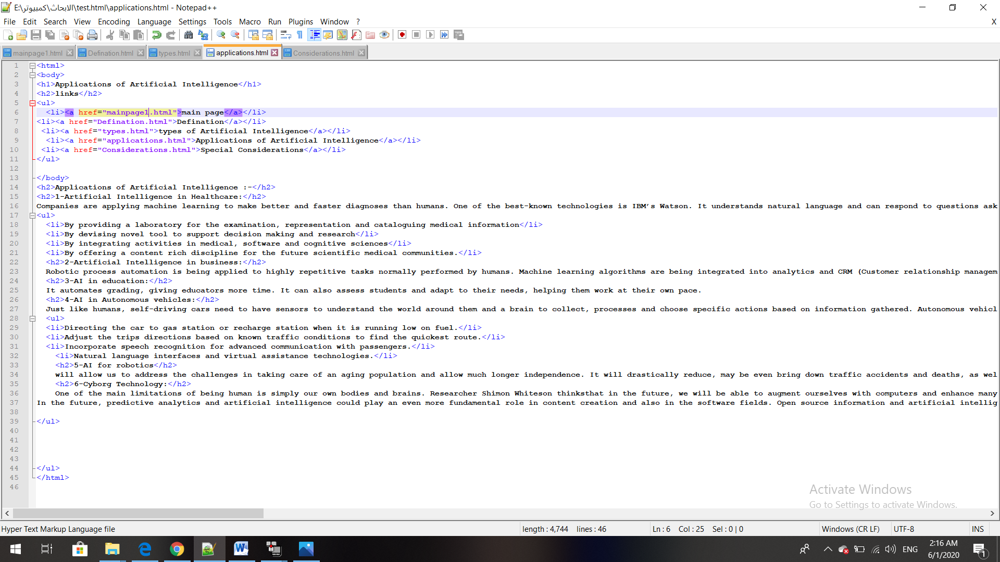 E:\الابحاث\كمبيوتر\test.html\applications.html - Notepad++
File Edit Search View Encoding Language Settings Tools Macro Run Plugins Window ? X
mainpage1.html Defination.html types.html applications.html Considerations.html
1 <html>
2 <body>
3 <h1>Applications of Artificial Intelligence</h1>
4 <h2>links</h2>
5 <ul>
6 <li><a href="mainpage1.html">main page</a></li>
7 <li><a href="Defination.html">Defination</a></li>
8 <li><a href="types.html">types of Artificial Intelligence</a></li>
9 <li><a href="applications.html">Applications of Artificial Intelligence</a></li>
10 <li><a href="Considerations.html">Special Considerations</a></li>
11 </ul>
12
13 </body>
14 <h2>Applications of Artificial Intelligence :-</h2>
15 <h2>1-Artificial Intelligence in Healthcare:</h2>
16 Companies are applying machine learning to make better and faster diagnoses than humans. One of the best-known technologies is IBM’s Watson. It understands natural language and can respond to questions ask
17 <ul>
18 <li>By providing a laboratory for the examination, representation and cataloguing medical information</li>
19 <li>By devising novel tool to support decision making and research</li>
20 <li>By integrating activities in medical, software and cognitive sciences</li>
21 <li>By offering a content rich discipline for the future scientific medical communities.</li>
22 <h2>2-Artificial Intelligence in business:</h2>
23 Robotic process automation is being applied to highly repetitive tasks normally performed by humans. Machine learning algorithms are being integrated into analytics and CRM (Customer relationship managem
24 <h2>3-AI in education:</h2>
25 It automates grading, giving educators more time. It can also assess students and adapt to their needs, helping them work at their own pace.
26 <h2>4-AI in Autonomous vehicles:</h2>
27 Just like humans, self-driving cars need to have sensors to understand the world around them and a brain to collect, processes and choose specific actions based on information gathered. Autonomous vehicl
28 <ul>
29 <li>Directing the car to gas station or recharge station when it is running low on fuel.</li>
30 <li>Adjust the trips directions based on known traffic conditions to find the quickest route.</li>
31 <li>Incorporate speech recognition for advanced communication with passengers.</li>
32 <li>Natural language interfaces and virtual assistance technologies.</li>
33 <h2>5-AI for robotics</h2>
34 will allow us to address the challenges in taking care of an aging population and allow much longer independence. It will drastically reduce, may be even bring down traffic accidents and deaths, as wel
35 <h2>6-Cyborg Technology:</h2>
36 One of the main limitations of being human is simply our own bodies and brains. Researcher Shimon Whiteson thinksthat in the future, we will be able to augment ourselves with computers and enhance many
37 In the future, predictive analytics and artificial intelligence could play an even more fundamental role in content creation and also in the software fields. Open source information and artificial intellig
38
39 </ul>
40
41
42
43
44 </ul>
45 </html>
46
Activate Windows
Go to Settings to activate Windows.
Hyper Text Markup Language file length : 4,744 lines : 46 Ln : 6 Col : 25 Sel : 0 | 0 Windows (CR LF) UTF-8 INS
ENG 2:16 AM
6/1/2020 1